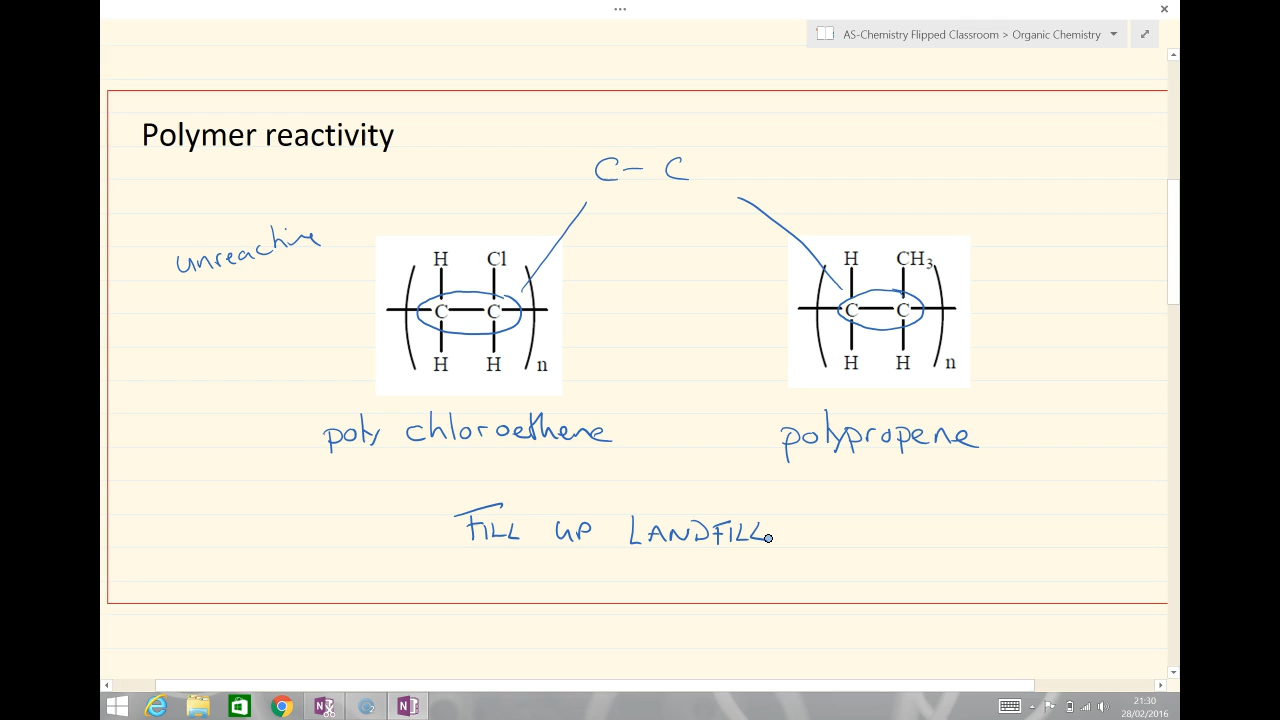 AS-Chemistry Flipped Classroom > Organic Chemistry
Polymer reactivity
C - C
unreactive
H Cl
C C
H H
n
H CH3
C C
H H
n
poly chloroethene
polypropene
FILL UP LANDFILL
21:30
28/02/2016